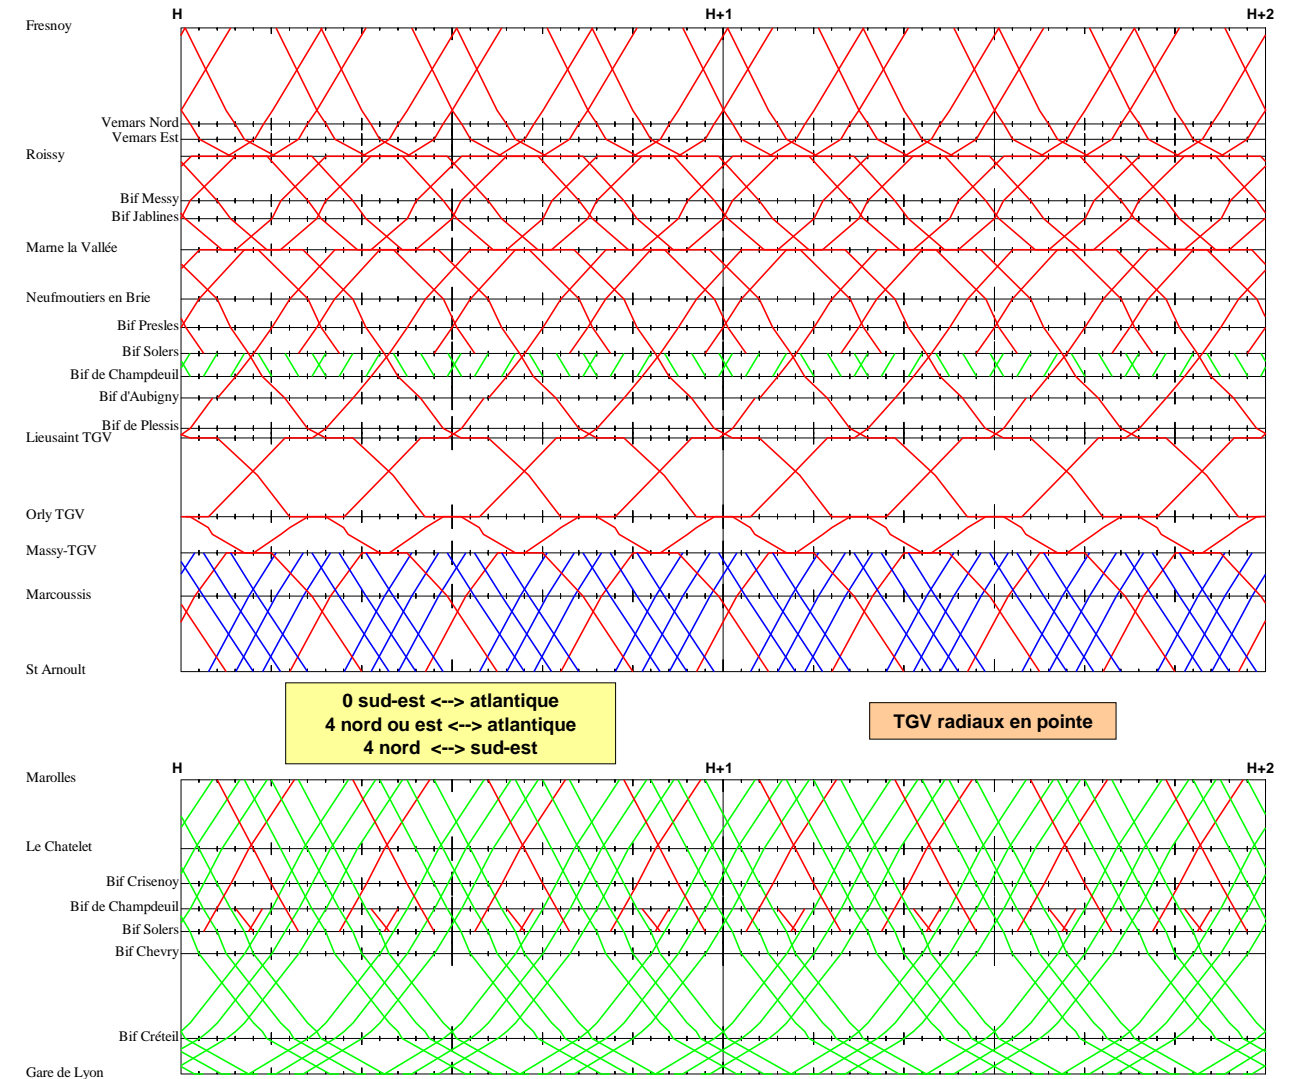 H H+1 H+2
Fresnoy
Vemars Nord
Vemars Est
Roissy
Bif Messy
Bif Jablines
Marne la Vallée
Neufmoutiers en Brie
Bif Presles
Bif Solers
Bif de Champdeuil
Bif d'Aubigny
Bif de Plessis
Lieusaint TGV
Orly TGV
Massy-TGV
Marcoussis
St Arnoult
0 sud-est <--> atlantique
4 nord ou est <--> atlantique
4 nord <--> sud-est
TGV radiaux en pointe
H H+1 H+2
Marolles
Le Chatelet
Bif Crisenoy
Bif de Champdeuil
Bif Solers
Bif Chevry
Bif Créteil
Gare de Lyon